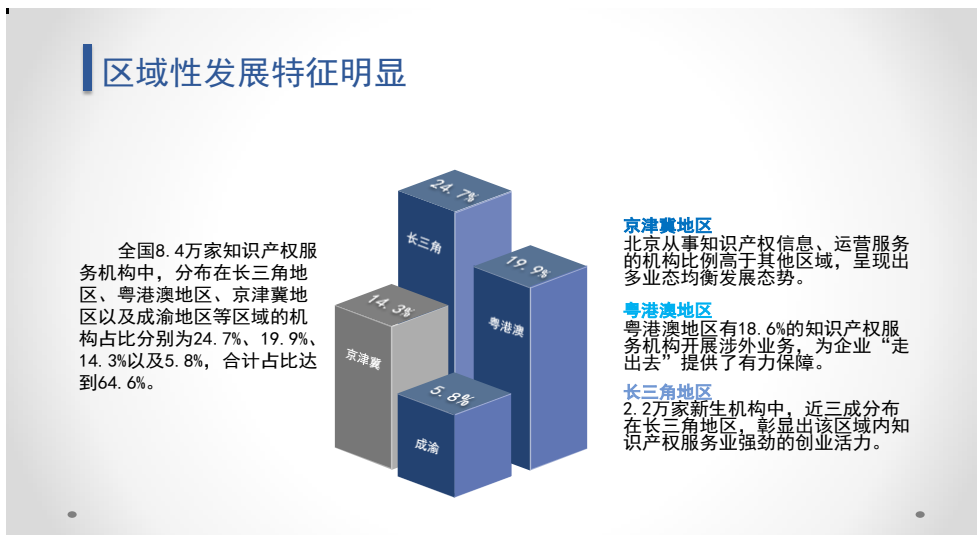 区域性发展特征明显
全国8.4万家知识产权服
务机构中，分布在长三角地
区、粤港澳地区、京津冀地
区以及成渝地区等区域的机
构占比分别为24.7%、19.9%、
14.3%以及5.8%，合计占比达
到64.6%。
24.7%
长三角
19.9%
粤港澳
14.3%
京津冀
5.8%
成渝
京津冀地区
北京从事知识产权信息、运营服务
的机构比例高于其他区域，呈现出
多业态均衡发展态势。
粤港澳地区
粤港澳地区有18.6%的知识产权服
务机构开展涉外业务，为企业“走
出去”提供了有力保障。
长三角地区
2.2万家新生机构中，近三成分布
在长三角地区，彰显出该区域内知
识产权服务业强劲的创业活力。